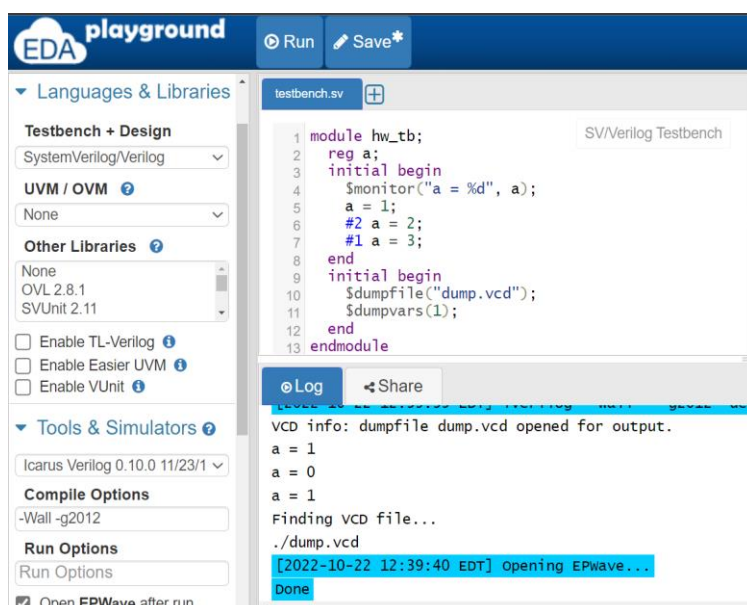 EDA playground
Run Save*
Languages & Libraries
Testbench + Design
SystemVerilog/Verilog
UVM / OVM ?
None
Other Libraries ?
None
OVL 2.8.1
SVUnit 2.11
Enable TL-Verilog i
Enable Easier UVM i
Enable VUnit i
Tools & Simulators ?
Icarus Verilog 0.10.0 11/23/1
Compile Options
-Wall -g2012
Run Options
Run Options
Open EPWave after run
testbench.sv +
SV/Verilog Testbench
1 module hw_tb;
2 reg a;
3 initial begin
4 $monitor("a = %d", a);
5 a = 1;
6 #2 a = 2;
7 #1 a = 3;
8 end
9 initial begin
10 $dumpfile("dump.vcd");
11 $dumpvars(1);
12 end
13 endmodule
Log Share
VCD info: dumpfile dump.vcd opened for output.
a = 1
a = 0
a = 1
Finding VCD file...
./dump.vcd
[2022-10-22 12:39:40 EDT] Opening EPWave...
Done